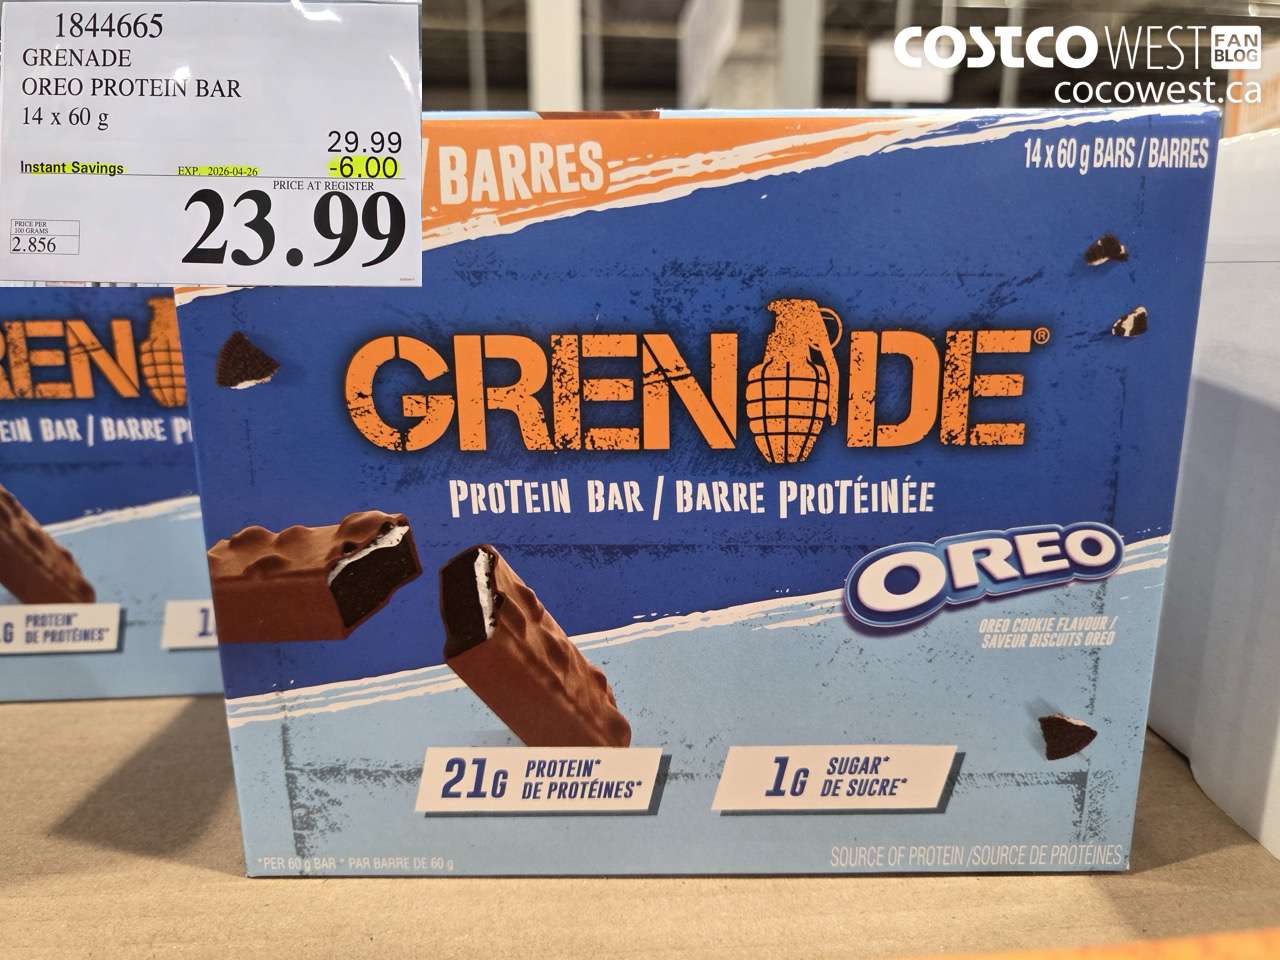 1844665
GRENADE
OREO PROTEIN BAR
14 x 60 g
29.99
Instant Savings EXP. 2026-04-26 -6.00
PRICE AT REGISTER
23.99
PRICE PER
100 GRAMS
2.856
COSTCO WEST FAN BLOG
cocowest.ca
/ BARRES
14 x 60 g BARS / BARRES
GRENADE®
PROTEIN BAR / BARRE PROTÉINÉE
OREO
OREO COOKIE FLAVOUR /
SAVEUR BISCUITS OREO
21G PROTEIN*
DE PROTÉINES*
1G SUGAR*
DE SUCRE*
*PER 60 g BAR * PAR BARRE DE 60 g
SOURCE OF PROTEIN /SOURCE DE PROTÉINES
REN
EIN BAR / BARRE P
G PROTEIN*
DE PROTÉINES*
1